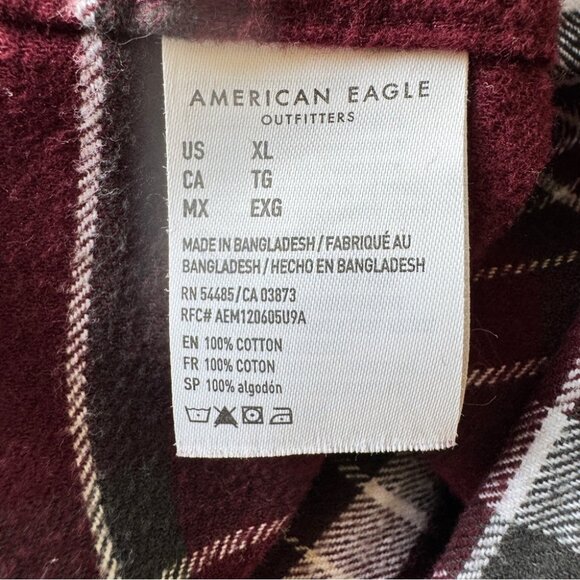 AMERICAN EAGLE
OUTFITTERS
US XL
CA TG
MX EXG
MADE IN BANGLADESH / FABRIQUÉ AU
BANGLADESH / HECHO EN BANGLADESH
RN 54485/CA 03873
RFC# AEM120605U9A
EN 100% COTTON
FR 100% COTON
SP 100% algodón